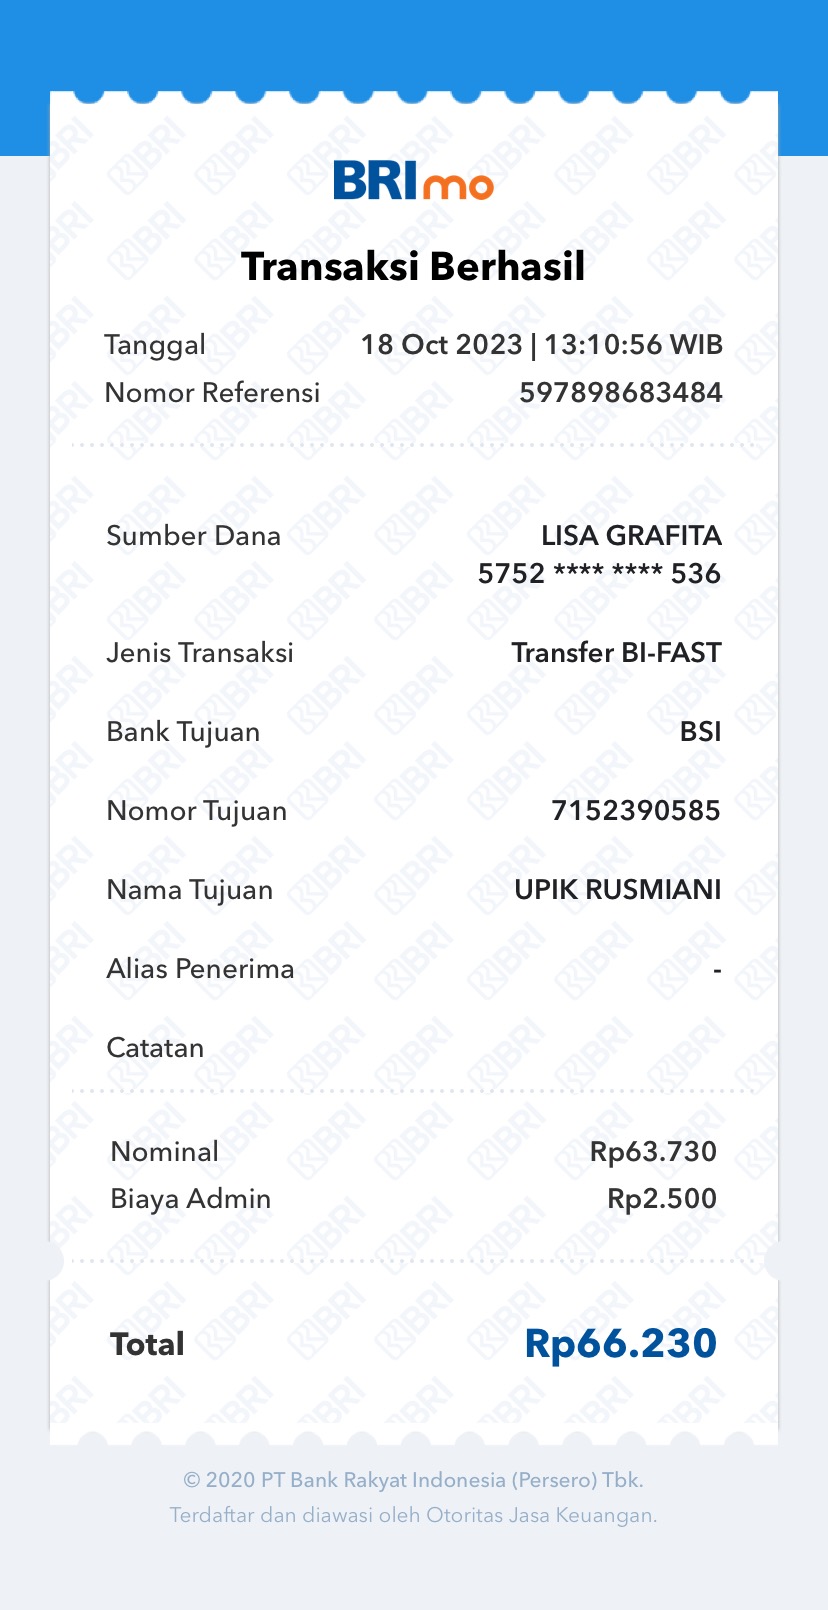 BRImo
Transaksi Berhasil
Tanggal 18 Oct 2023 | 13:10:56 WIB
Nomor Referensi 597898683484
Sumber Dana LISA GRAFITA
5752 **** **** 536
Jenis Transaksi Transfer BI-FAST
Bank Tujuan BSI
Nomor Tujuan 7152390585
Nama Tujuan UPIK RUSMIANI
Alias Penerima -
Catatan
Nominal Rp63.730
Biaya Admin Rp2.500
Total Rp66.230
© 2020 PT Bank Rakyat Indonesia (Persero) Tbk.
Terdaftar dan diawasi oleh Otoritas Jasa Keuangan.